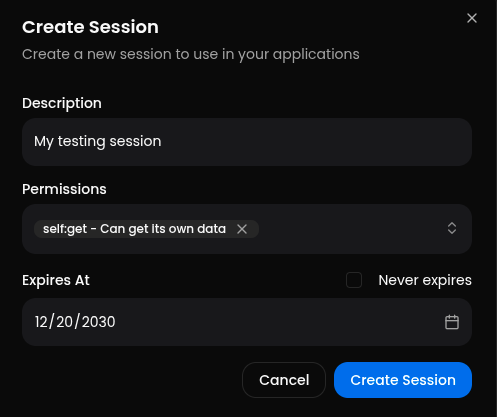 Create Session
Create a new session to use in your applications
Description
My testing session
Permissions
self:get - Can get its own data
Expires At
Never expires
12/20/2030
Cancel
Create Session